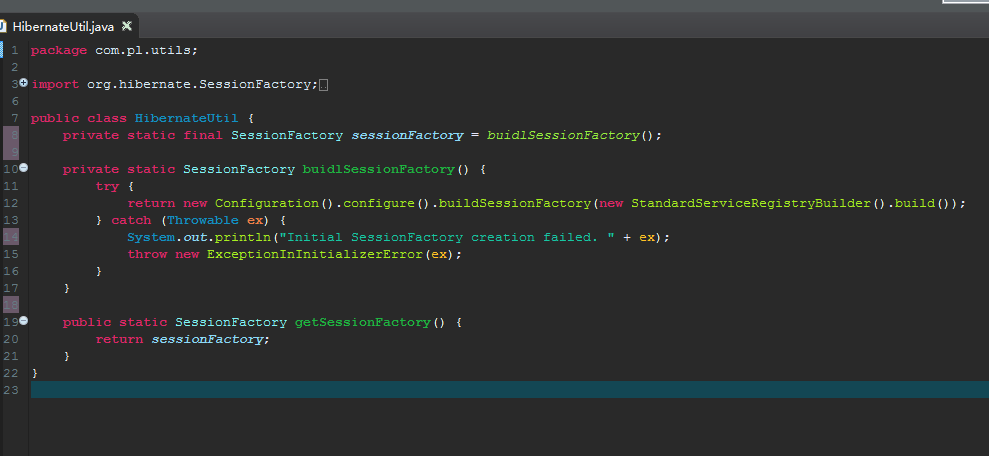 HibernateUtil.java
1 package com.pl.utils;
2
3 import org.hibernate.SessionFactory;
6
7 public class HibernateUtil {
8 private static final SessionFactory sessionFactory = buidlSessionFactory();
9
10 private static SessionFactory buidlSessionFactory() {
11 try {
12 return new Configuration().configure().buildSessionFactory(new StandardServiceRegistryBuilder().build());
13 } catch (Throwable ex) {
14 System.out.println("Initial SessionFactory creation failed. " + ex);
15 throw new ExceptionInInitializerError(ex);
16 }
17 }
18
19 public static SessionFactory getSessionFactory() {
20 return sessionFactory;
21 }
22 }
23